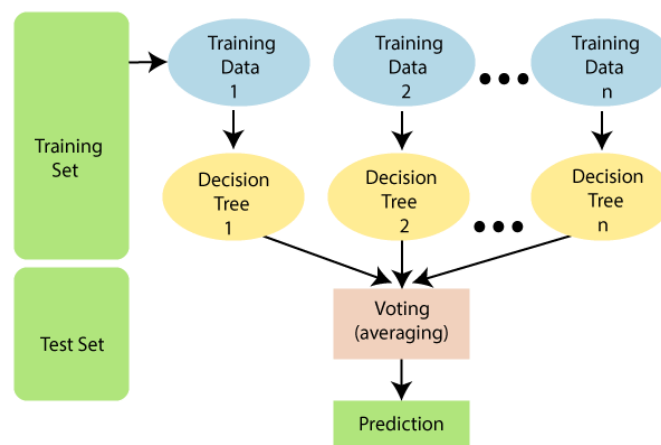 Training
Set
Test Set
Training
Data
1
Training
Data
2
Training
Data
n
Decision
Tree
1
Decision
Tree
2
Decision
Tree
n
Voting
(averaging)
Prediction